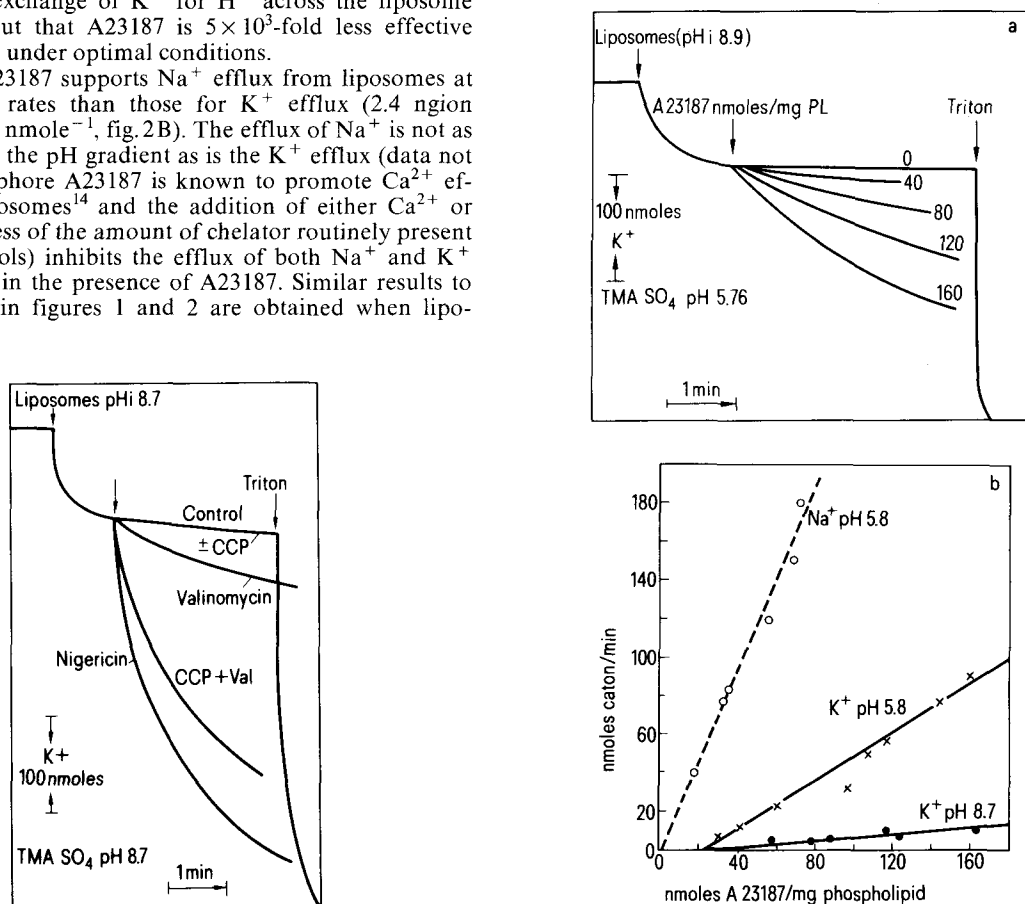 exchange of K⁺ for H⁺ across the liposome
ut that A23187 is 5×10³-fold less effective
under optimal conditions.
23187 supports Na⁺ efflux from liposomes at
rates than those for K⁺ efflux (2.4 ngion
nmole⁻¹, fig. 2B). The efflux of Na⁺ is not as
the pH gradient as is the K⁺ efflux (data not
phore A23187 is known to promote Ca²⁺ ef-
osomes¹⁴ and the addition of either Ca²⁺ or
ess of the amount of chelator routinely present
ols) inhibits the efflux of both Na⁺ and K⁺
in the presence of A23187. Similar results to
in figures 1 and 2 are obtained when lipo-
Liposomes pHi 8.7
Triton
Control
± CCP
Valinomycin
Nigericin
CCP + Val
K+
100 nmoles
TMA SO₄ pH 8.7
1 min
a
Liposomes (pH i 8.9)
A 23187 nmoles/mg PL
Triton
0
40
80
120
160
100 nmoles
K⁺
TMA SO₄ pH 5.76
1 min
b
nmoles caton/min
180
140
100
60
20
0
Na⁺ pH 5.8
K⁺ pH 5.8
K⁺ pH 8.7
0 40 80 120 160
nmoles A 23187/mg phospholipid